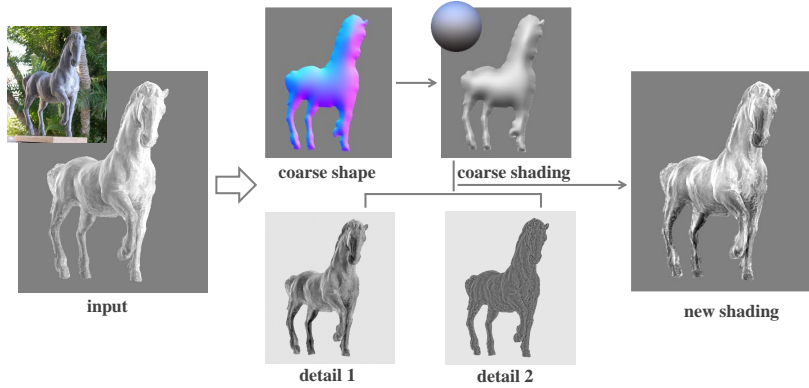 coarse shape
coarse shading
input
new shading
detail 1
detail 2